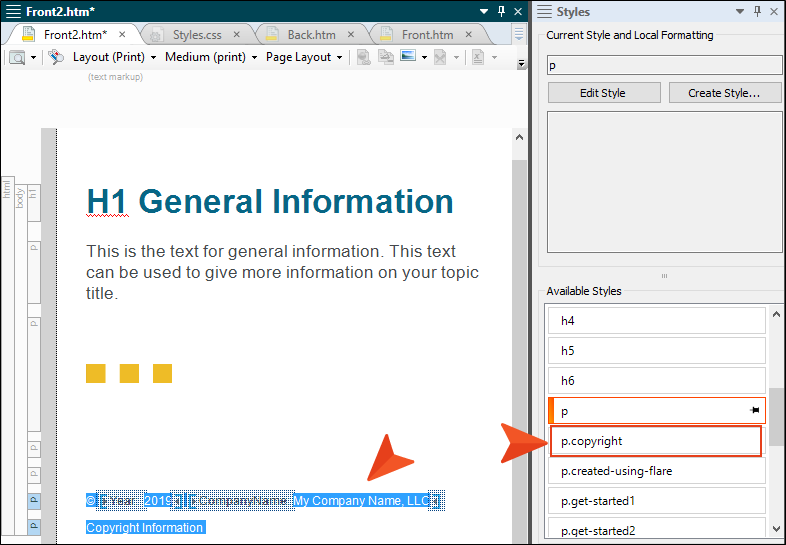 Front2.htm*
Styles
Front2.htm*
Styles.css
Back.htm
Front.htm
Layout (Print)
Medium (print)
Page Layout
(text markup)
html
body
h1
p
p
p
p
p
p
H1 General Information
This is the text for general information. This text
can be used to give more information on your topic
title.
© Year: 2019 CompanyName: My Company Name, LLC
Copyright Information
Current Style and Local Formatting
p
Edit Style
Create Style...
Available Styles
h4
h5
h6
p
p.copyright
p.created-using-flare
p.get-started1
p.get-started2